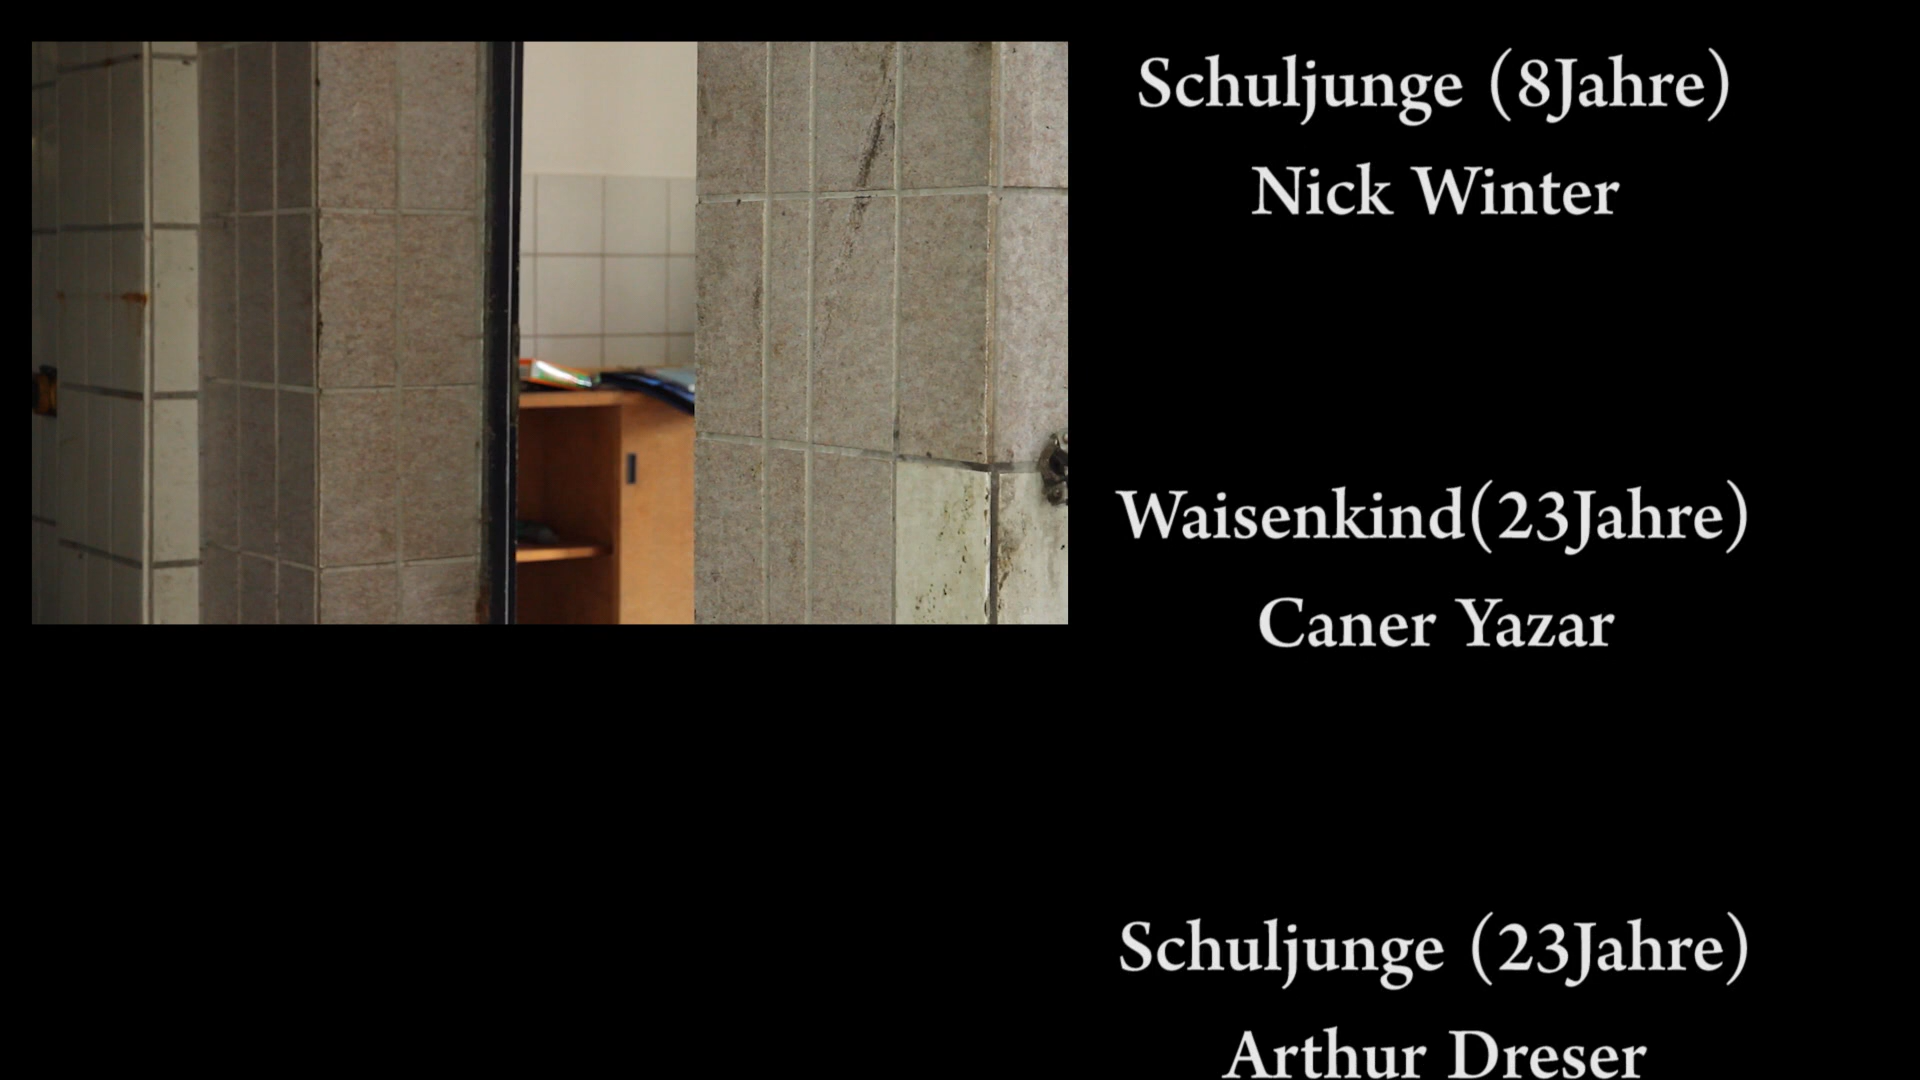 Schuljunge (8Jahre)
Nick Winter
Waisenkind(23Jahre)
Caner Yazar
Schuljunge (23Jahre)
Arthur Dreser